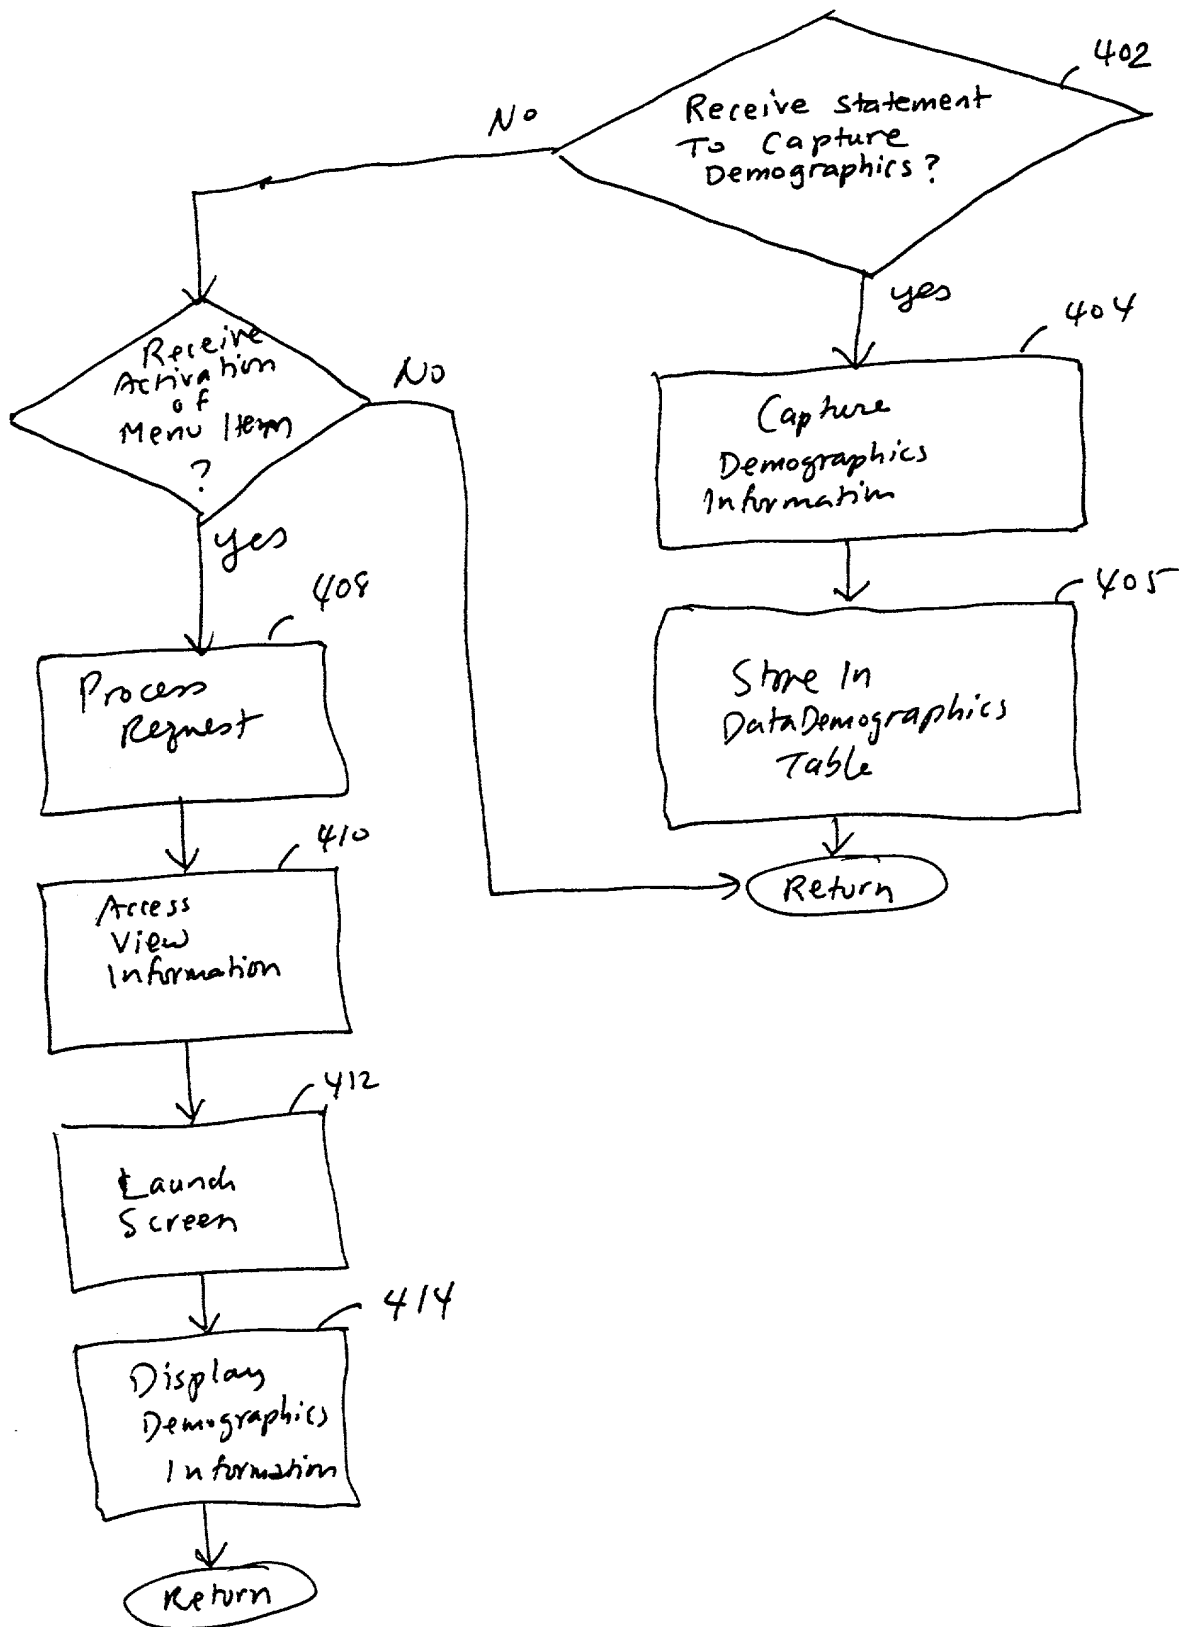 402
Receive statement
To Capture
Demographics?
No
yes
404
Capture
Demographics
Information
405
Store In
DataDemographics
Table
Return
Receive
Activation
of
Menu Item
?
No
yes
408
Process
Request
410
Access
View
Information
412
Launch
Screen
414
Display
Demographics
Information
Return